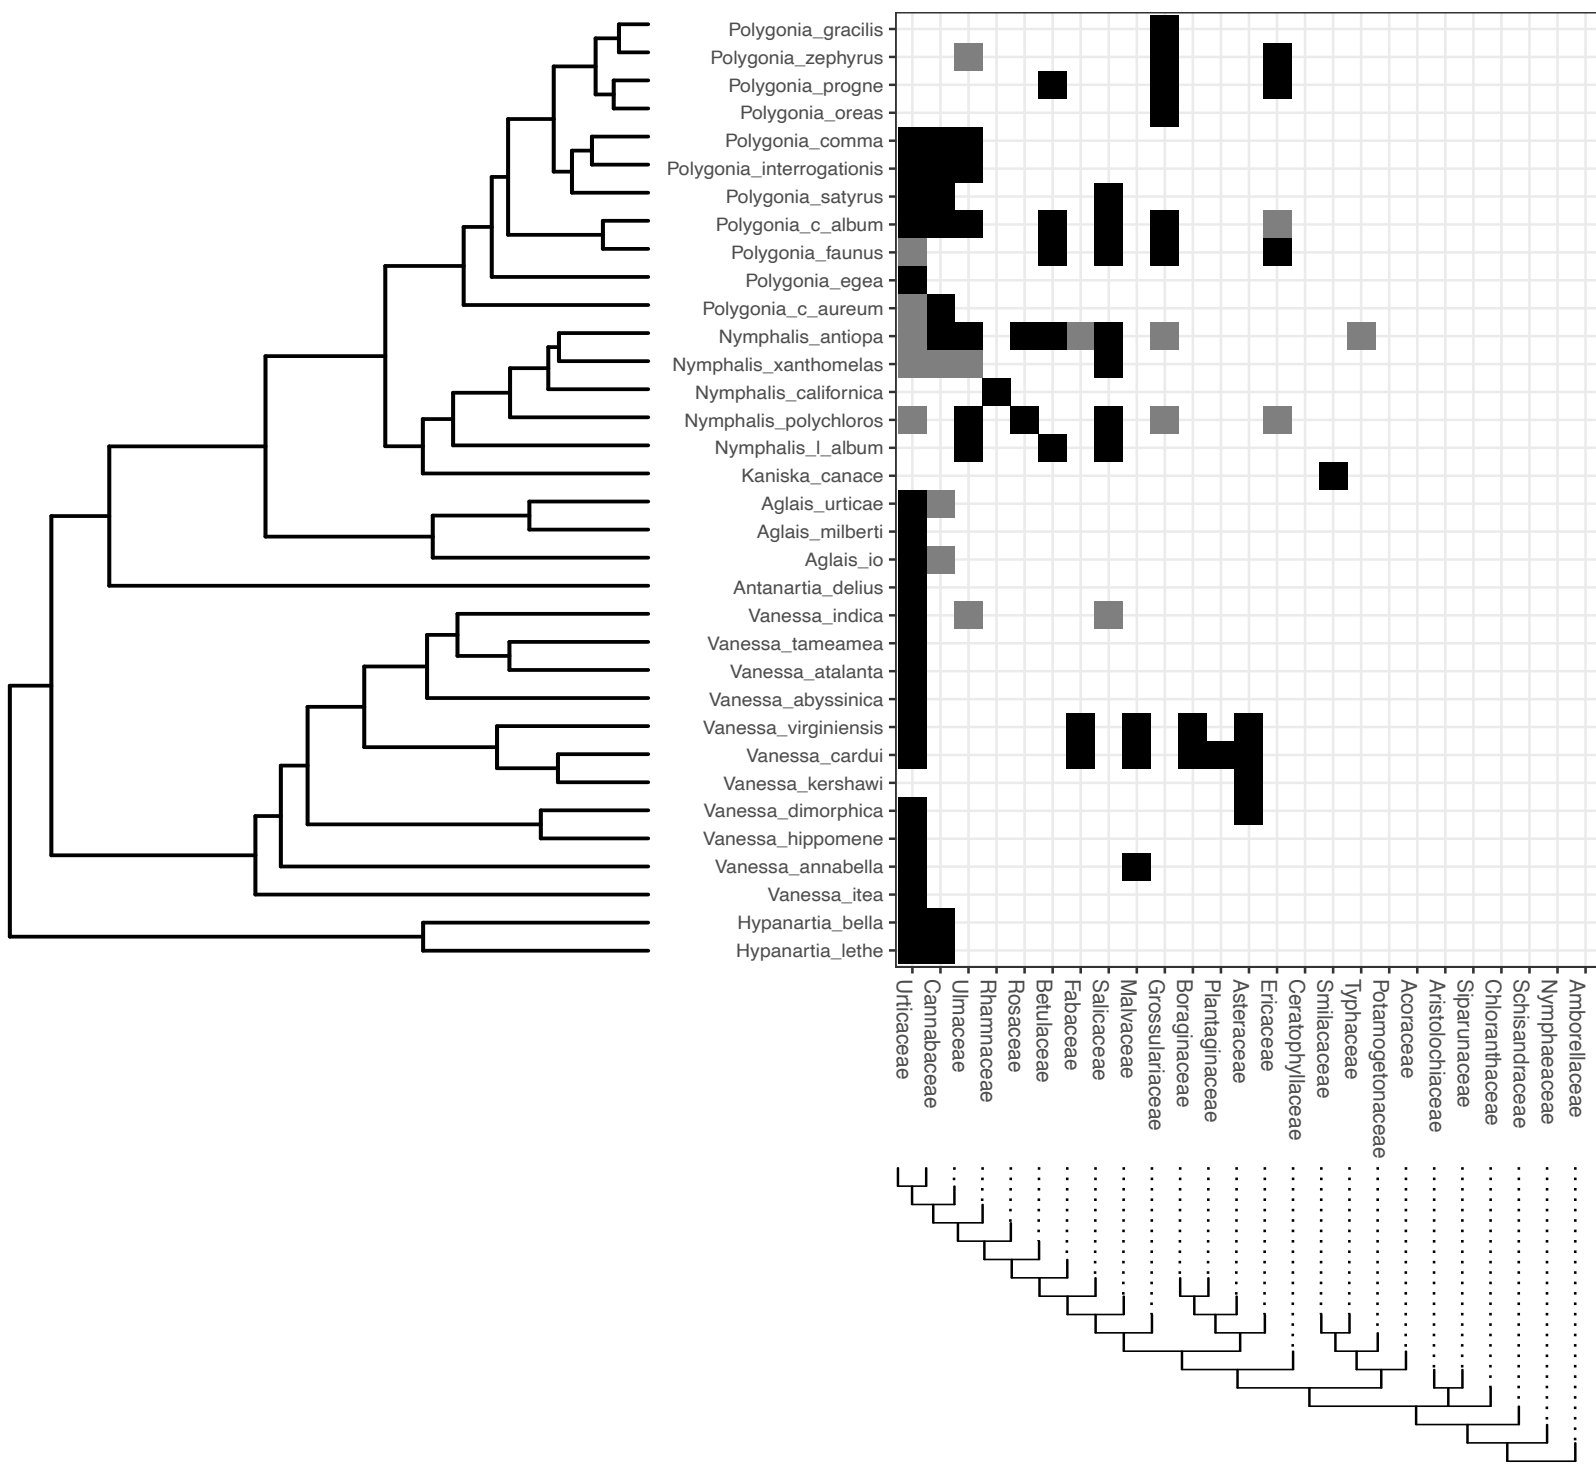 Polygonia_gracilis
Polygonia_zephyrus
Polygonia_progne
Polygonia_oreas
Polygonia_comma
Polygonia_interrogationis
Polygonia_satyrus
Polygonia_c_album
Polygonia_faunus
Polygonia_egea
Polygonia_c_aureum
Nymphalis_antiopa
Nymphalis_xanthomelas
Nymphalis_californica
Nymphalis_polychloros
Nymphalis_l_album
Kaniska_canace
Aglais_urticae
Aglais_milberti
Aglais_io
Antanartia_delius
Vanessa_indica
Vanessa_tameamea
Vanessa_atalanta
Vanessa_abyssinica
Vanessa_virginiensis
Vanessa_cardui
Vanessa_kershawi
Vanessa_dimorphica
Vanessa_hippomene
Vanessa_annabella
Vanessa_itea
Hypanartia_bella
Hypanartia_lethe
Urticaceae
Cannabaceae
Ulmaceae
Rhamnaceae
Rosaceae
Betulaceae
Fabaceae
Salicaceae
Malvaceae
Grossulariaceae
Boraginaceae
Plantaginaceae
Asteraceae
Ericaceae
Ceratophyllaceae
Smilacaceae
Typhaceae
Potamogetonaceae
Acoraceae
Aristolochiaceae
Siparunaceae
Chloranthaceae
Schisandraceae
Nymphaeaceae
Amborellaceae